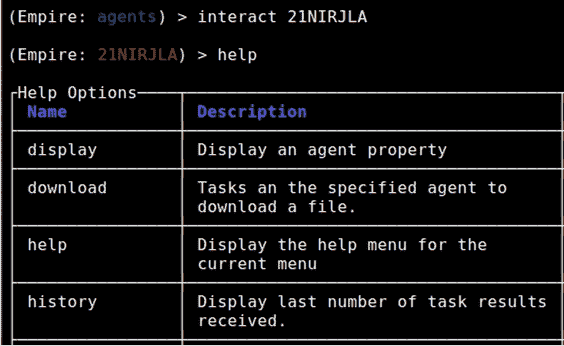 (Empire: agents) > interact 21NIRJLA
(Empire: 21NIRJLA) > help
Help Options
Name Description
display Display an agent property
download Tasks an the specified agent to
download a file.
help Display the help menu for the
current menu
history Display last number of task results
received.